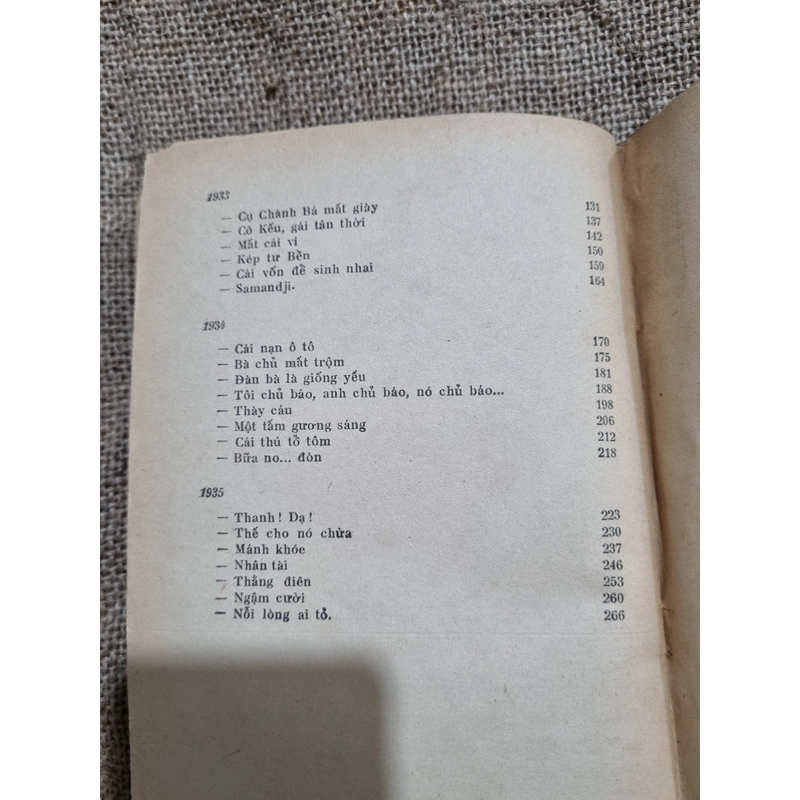 1933
— Cụ Chánh Bá mất giày 131
— Cô Kếu, gái tân thời 137
— Mất cái ví 142
— Kép tư Bền 150
— Cái vốn để sinh nhai 159
— Samandji. 164
1934
— Cái nạn ô tô 170
— Bà chủ mất trộm 175
— Đàn bà là giống yếu 181
— Tôi chủ báo, anh chủ báo, nó chủ báo... 188
— Thày cáu 198
— Một tấm gương sáng 206
— Cái thú tổ tôm 212
— Bữa no... đòn 218
1935
— Thanh! Dạ! 223
— Thế cho nó chừa 230
— Mánh khóe 237
— Nhân tài 246
— Thằng điên 253
— Ngậm cười 260
— Nỗi lòng ai tỏ. 266